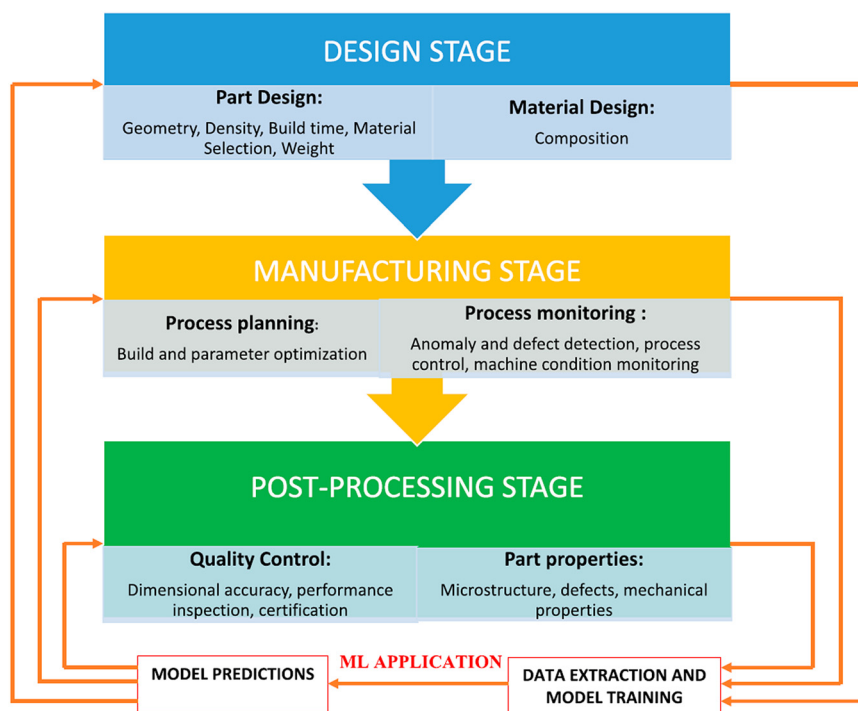 DESIGN STAGE
Part Design:
Geometry, Density, Build time, Material
Selection, Weight
Material Design:
Composition
MANUFACTURING STAGE
Process planning:
Build and parameter optimization
Process monitoring :
Anomaly and defect detection, process
control, machine condition monitoring
POST-PROCESSING STAGE
Quality Control:
Dimensional accuracy, performance
inspection, certification
Part properties:
Microstructure, defects, mechanical
properties
MODEL PREDICTIONS
ML APPLICATION
DATA EXTRACTION AND
MODEL TRAINING